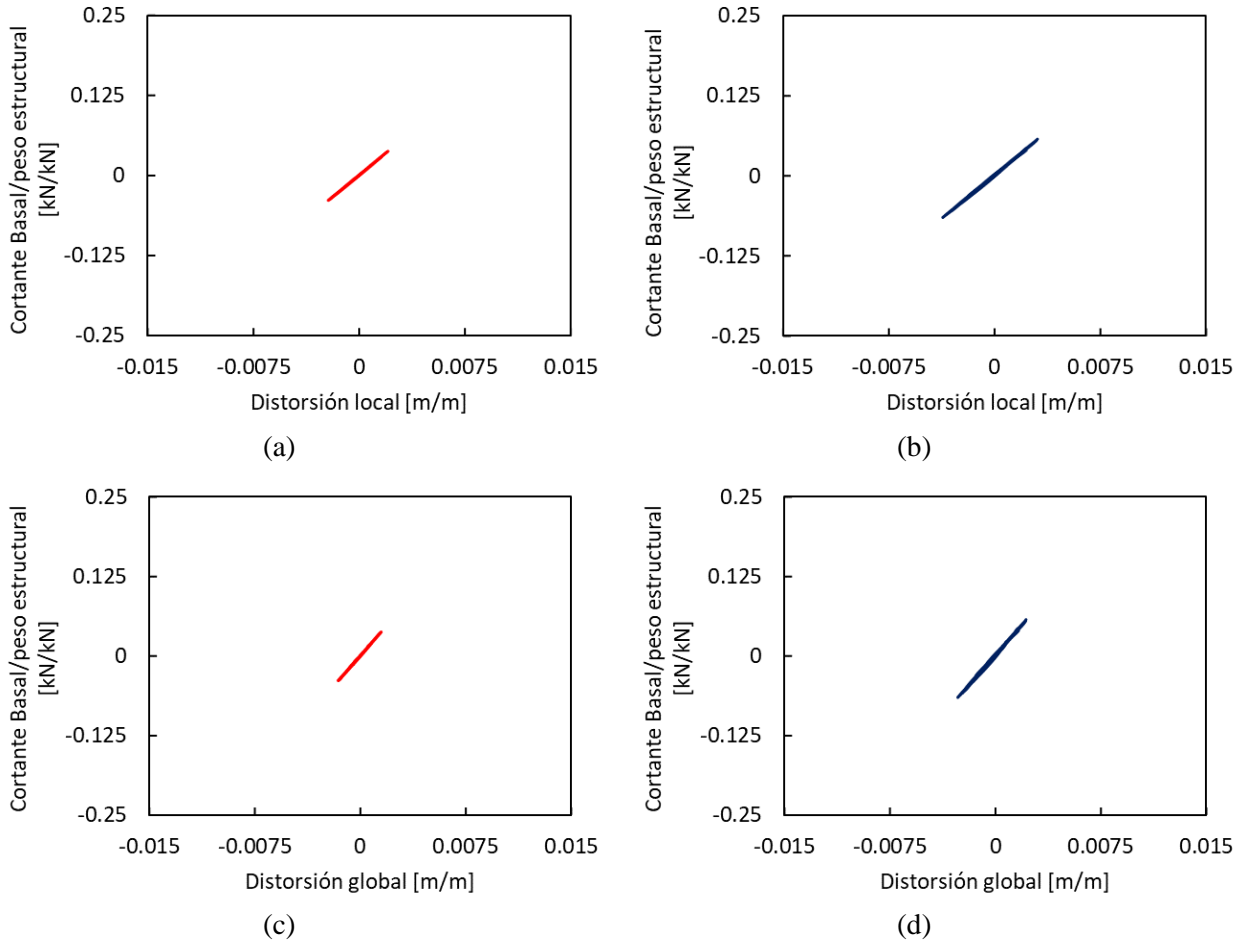 Cortante Basal/peso estructural
[kN/kN]
0.25
0.125
0
-0.125
-0.25
-0.015 -0.0075 0 0.0075 0.015
Distorsión local [m/m]
(a)
Cortante Basal/peso estructural
[kN/kN]
0.25
0.125
0
-0.125
-0.25
-0.015 -0.0075 0 0.0075 0.015
Distorsión local [m/m]
(b)
Cortante Basal/peso estructural
[kN/kN]
0.25
0.125
0
-0.125
-0.25
-0.015 -0.0075 0 0.0075 0.015
Distorsión global [m/m]
(c)
Cortante Basal/peso estructural
[kN/kN]
0.25
0.125
0
-0.125
-0.25
-0.015 -0.0075 0 0.0075 0.015
Distorsión global [m/m]
(d)